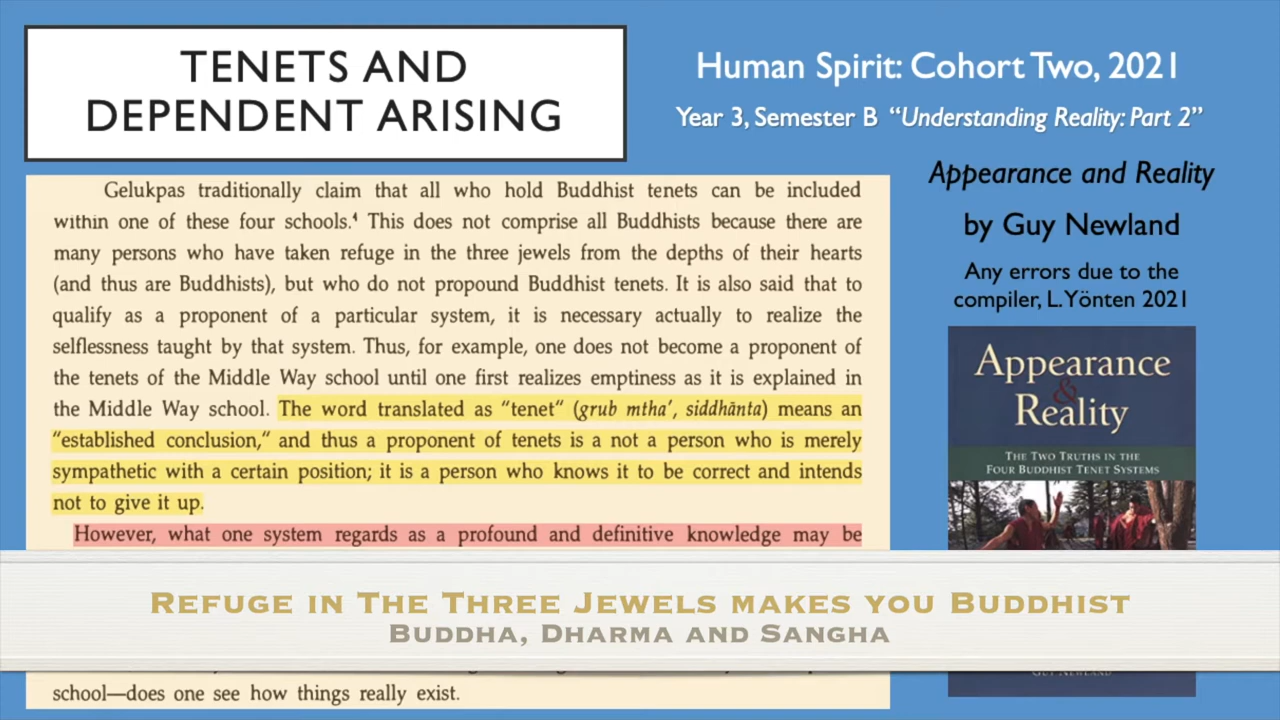 TENETS AND
DEPENDENT ARISING
Human Spirit: Cohort Two, 2021
Year 3, Semester B “Understanding Reality: Part 2”
Appearance and Reality
by Guy Newland
Any errors due to the
compiler, L.Yönten 2021
Gelukpas traditionally claim that all who hold Buddhist tenets can be included
within one of these four schools.⁴ This does not comprise all Buddhists because there are
many persons who have taken refuge in the three jewels from the depths of their hearts
(and thus are Buddhists), but who do not propound Buddhist tenets. It is also said that to
qualify as a proponent of a particular system, it is necessary actually to realize the
selflessness taught by that system. Thus, for example, one does not become a proponent of
the tenets of the Middle Way school until one first realizes emptiness as it is explained in
the Middle Way school. The word translated as “tenet“ (grub mtha’, siddhānta) means an
“established conclusion,” and thus a proponent of tenets is a not a person who is merely
sympathetic with a certain position; it is a person who knows it to be correct and intends
not to give it up.
However, what one system regards as a profound and definitive knowledge may be
school—does one see how things really exist.
Appearance
&
Reality
THE TWO TRUTHS IN THE
FOUR BUDDHIST TENET SYSTEMS
GUY NEWLAND
REFUGE IN THE THREE JEWELS MAKES YOU BUDDHIST
BUDDHA, DHARMA AND SANGHA